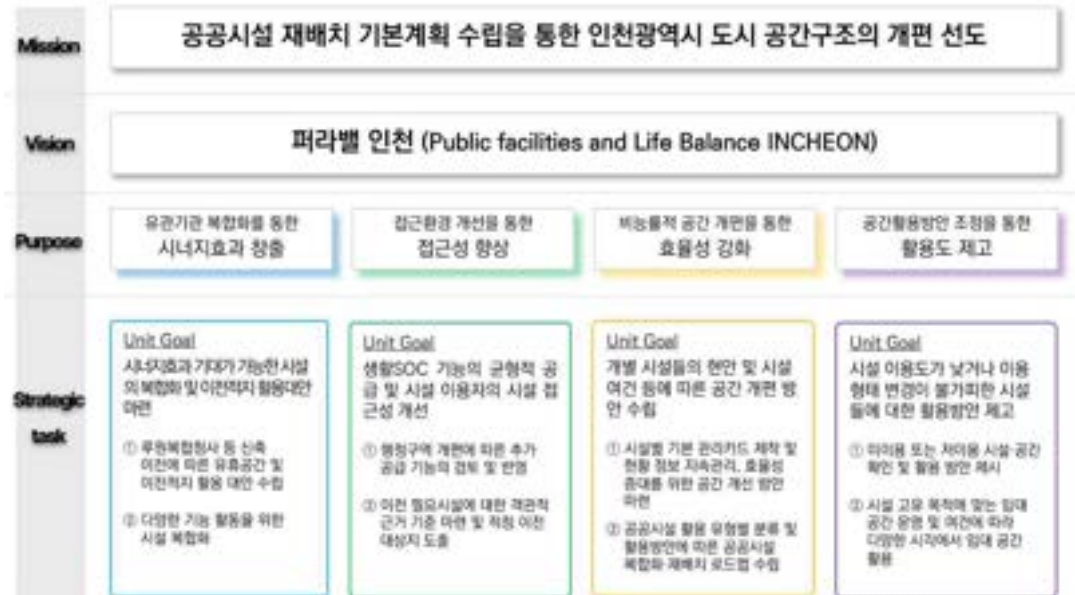 Mission
공공시설 재배치 기본계획 수립을 통한 인천광역시 도시 공간구조의 개편 선도
Vision
퍼라밸 인천 (Public facilities and Life Balance INCHEON)
Purpose
유관기관 복합화를 통한
시너지효과 창출
접근환경 개선을 통한
접근성 향상
비능률적 공간 개편을 통한
효율성 강화
공간활용방안 조정을 통한
활용도 제고
Strategic
task
Unit Goal
시너지효과 기대가 가능한 시설
의 복합화 및 이전적지 활용대안
마련
① 루원복합청사 등 신축
이전에 따른 유휴공간 및
이전적지 활용 대안 수립
② 다양한 기능 활동을 위한
시설 복합화
Unit Goal
생활SOC 기능의 균형적 공
급 및 시설 이용자의 시설 접
근성 개선
① 행정구역 개편에 따른 추가
공급 기능의 검토 및 반영
② 이전 필요시설에 대한 객관적
근거 기준 마련 및 적정 이전
대상지 도출
Unit Goal
개별 시설들의 현안 및 시설
여건 등에 따른 공간 개편 방
안 수립
① 시설별 기본 관리카드 제작 및
현황 정보 지속관리, 효율성
증대를 위한 공간 개선 방안
마련
② 공공시설 활용 유형별 분류 및
활용방안에 따른 공공시설
복합화·재배치 로드맵 수립
Unit Goal
시설 이용도가 낮거나 이용
형태 변경이 불가피한 시설
들에 대한 활용방안 제고
① 미이용 또는 저이용 시설·공간
확인 및 활용 방안 제시
② 시설 고유 목적에 맞는 임대
공간 운영 및 여건에 따라
다양한 시각에서 임대 공간
활용